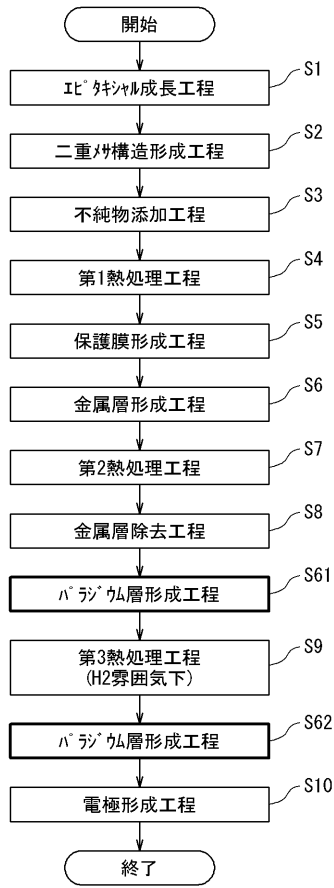 開始
S1
ｴﾋﾟﾀｷｼｬﾙ成長工程
S2
二重ﾒｻ構造形成工程
S3
不純物添加工程
S4
第1熱処理工程
S5
保護膜形成工程
S6
金属層形成工程
S7
第2熱処理工程
S8
金属層除去工程
S61
ﾊﾟﾗｼﾞｳﾑ層形成工程
S9
第3熱処理工程
(H2雰囲気下)
S62
ﾊﾟﾗｼﾞｳﾑ層形成工程
S10
電極形成工程
終了